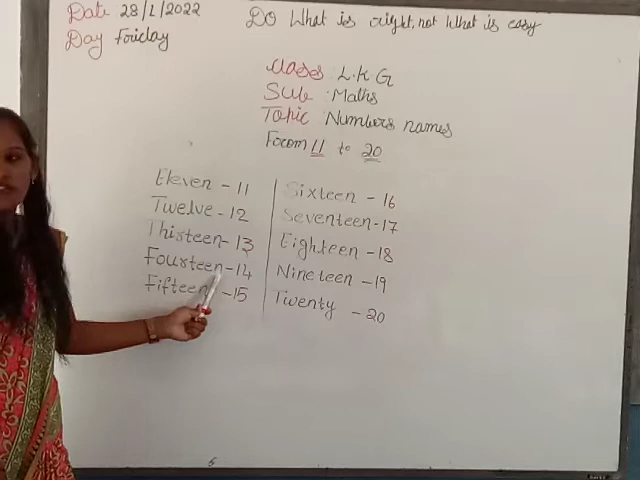 Date 28/1/2022
Day Friday
Do What is right, not What is easy
Class : L.K.G
Sub : Maths
Topic : Numbers names
From 11 to 20
Eleven - 11
Twelve - 12
Thirteen - 13
Fourteen - 14
Fifteen - 15
Sixteen - 16
Seventeen - 17
Eighteen - 18
Nineteen - 19
Twenty - 20